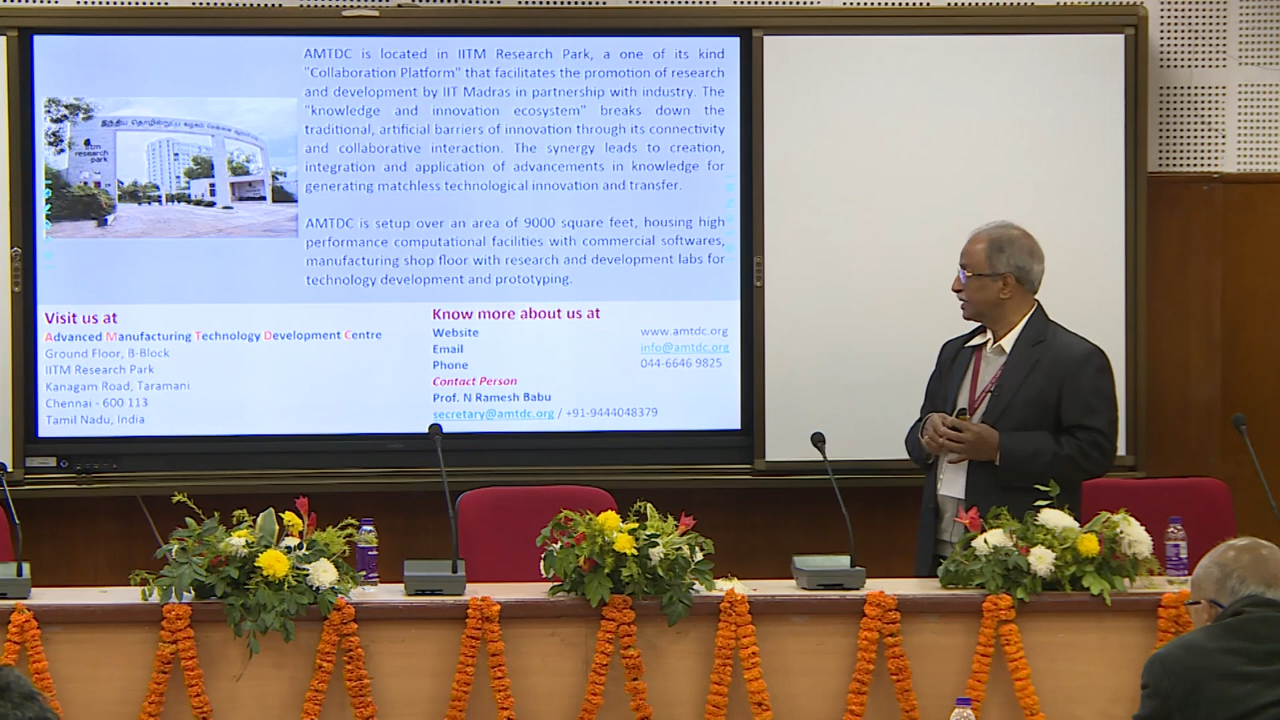 AMTDC is located in IITM Research Park, a one of its kind
"Collaboration Platform" that facilitates the promotion of research
and development by IIT Madras in partnership with industry. The
"knowledge and innovation ecosystem" breaks down the
traditional, artificial barriers of innovation through its connectivity
and collaborative interaction. The synergy leads to creation,
integration and application of advancements in knowledge for
generating matchless technological innovation and transfer.
iitm
research
park
AMTDC is setup over an area of 9000 square feet, housing high
performance computational facilities with commercial softwares,
manufacturing shop floor with research and development labs for
technology development and prototyping.
Visit us at
Advanced Manufacturing Technology Development Centre
Ground Floor, B-Block
IITM Research Park
Kanagam Road, Taramani
Chennai - 600 113
Tamil Nadu, India
Know more about us at
Website www.amtdc.org
Email info@amtdc.org
Phone 044-6646 9825
Contact Person
Prof. N Ramesh Babu
secretary@amtdc.org / +91-9444048379